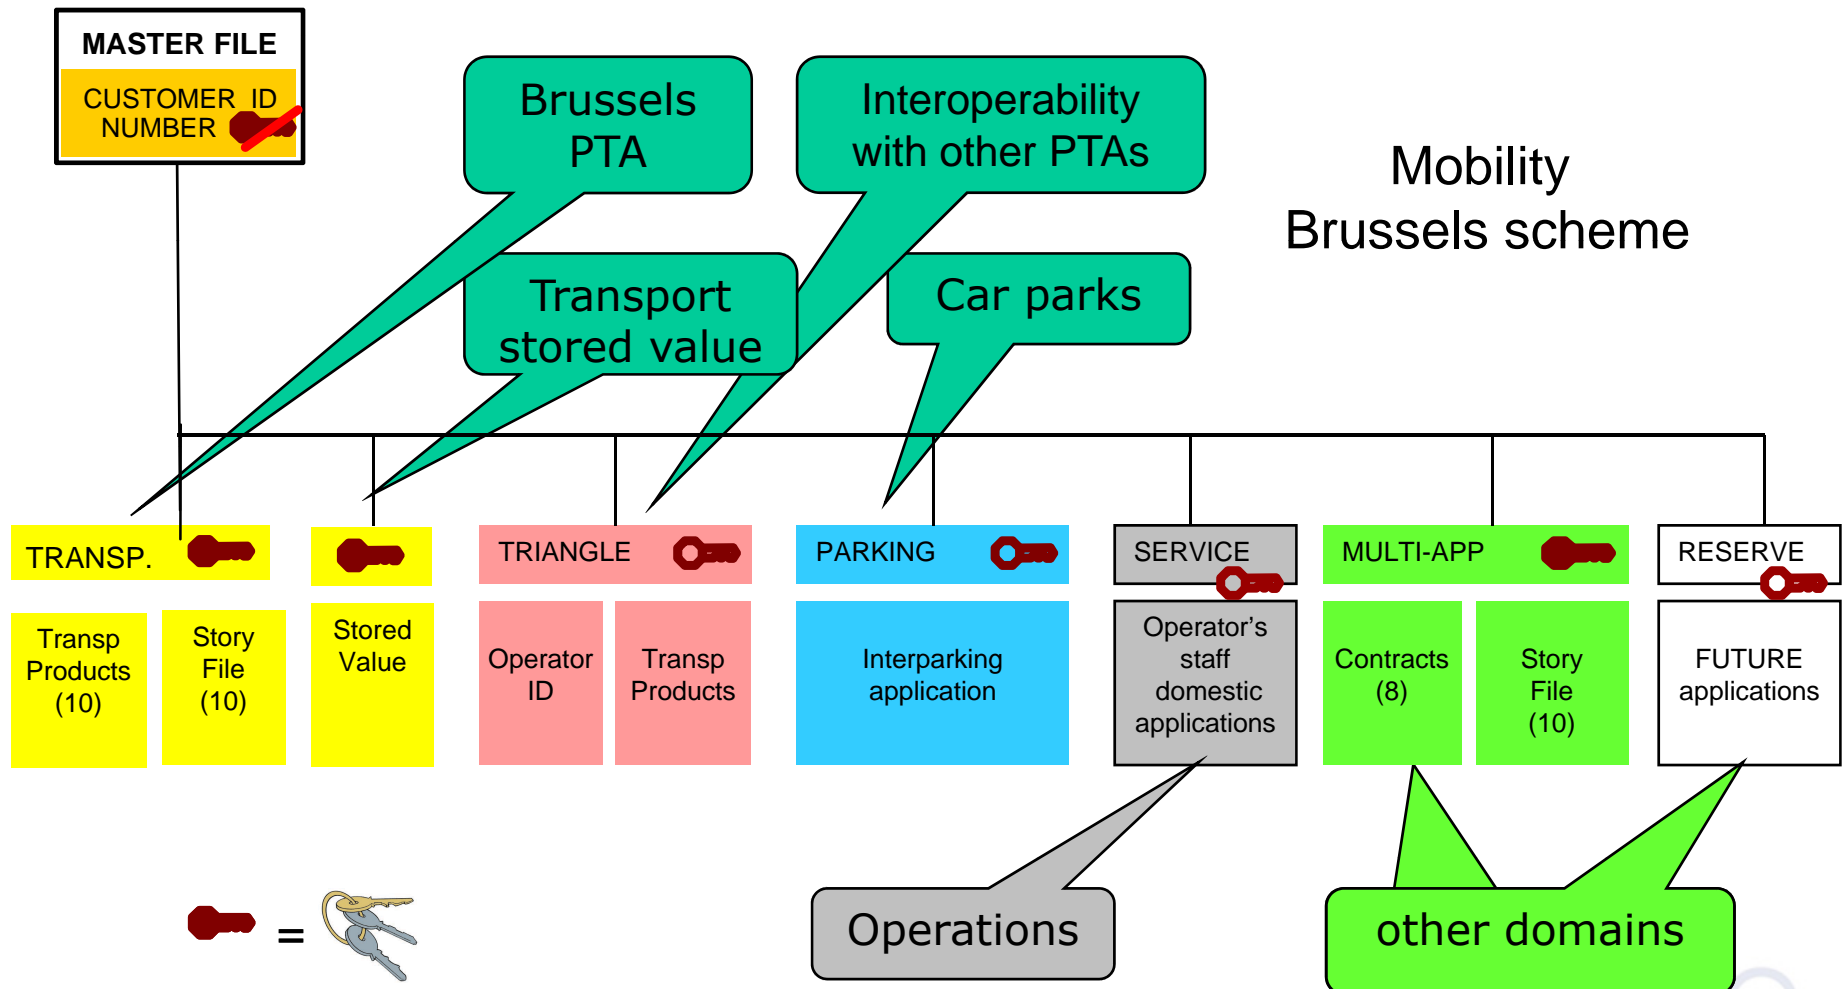 MASTER FILE
CUSTOMER ID
NUMBER
Brussels
PTA
Interoperability
with other PTAs
Mobility
Brussels scheme
Transport
stored value
Car parks
TRANSP.
TRIANGLE
PARKING
SERVICE
MULTI-APP
RESERVE
Transp
Products
(10)
Story
File
(10)
Stored
Value
Operator
ID
Transp
Products
Interparking
application
Operator’s
staff
domestic
applications
Contracts
(8)
Story
File
(10)
FUTURE
applications
=
Operations
other domains